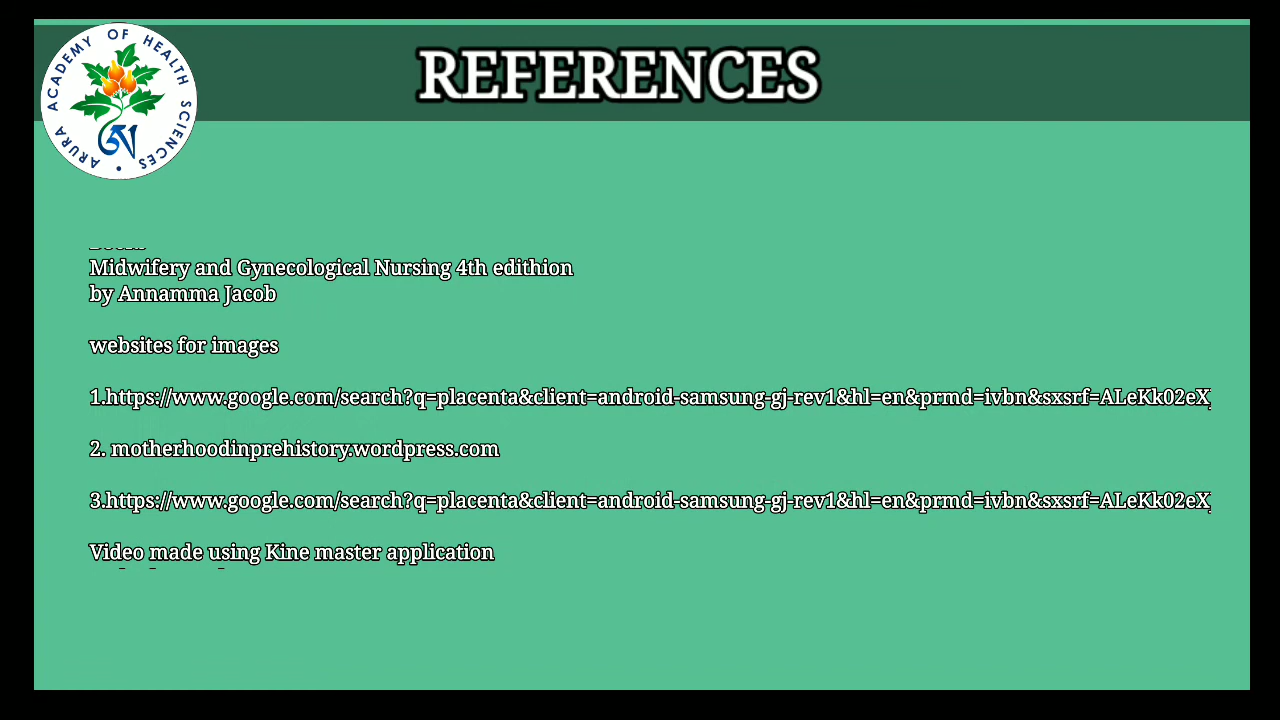 ARURA ACADEMY OF HEALTH SCIENCES
REFERENCES
Midwifery and Gynecological Nursing 4th edithion
by Annamma Jacob
websites for images
1.https://www.google.com/search?q=placenta&client=android-samsung-gj-rev1&hl=en&prmd=ivbn&sxsrf=ALeKk02eX
2. motherhoodinprehistory.wordpress.com
3.https://www.google.com/search?q=placenta&client=android-samsung-gj-rev1&hl=en&prmd=ivbn&sxsrf=ALeKk02eX
Video made using Kine master application